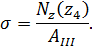 σ = N_z(z_4) / A_III.